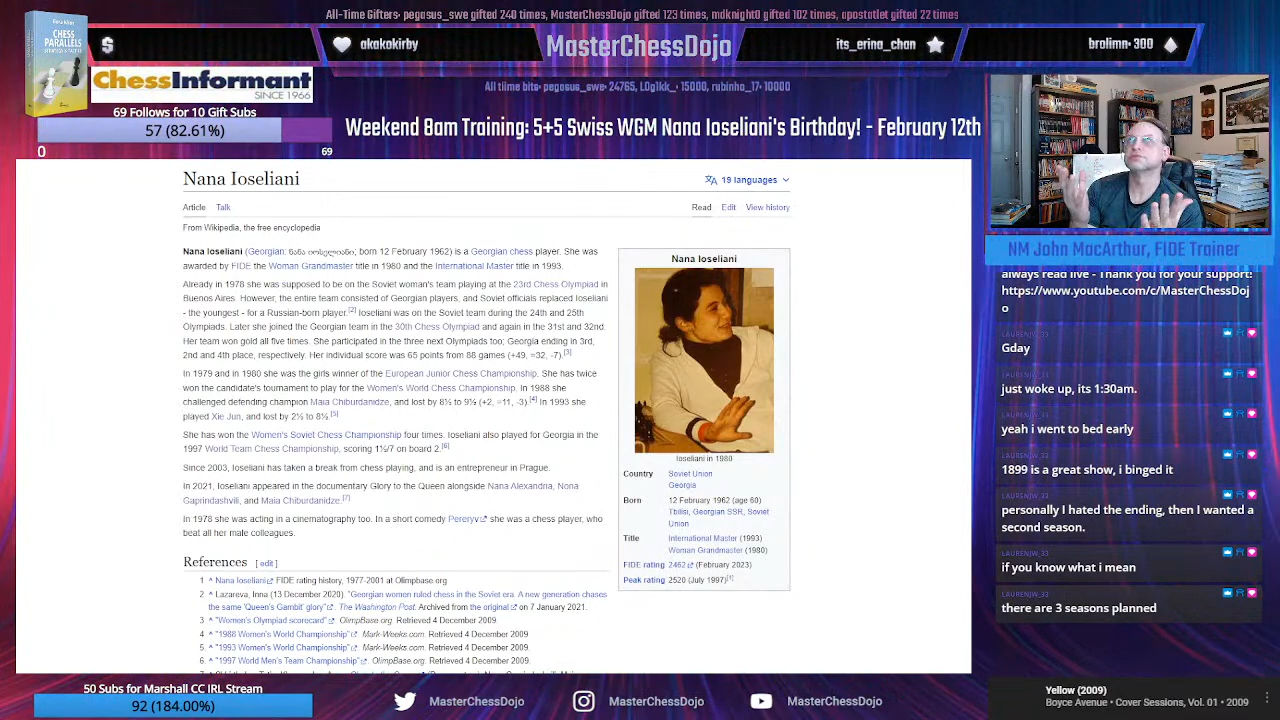 All-Time Gifters• pegasus_swe gifted 240 times, MasterChessDojo gifted 123 times, mdknight0 gifted 102 times, apostatlet gifted 22 times
CHESS
PARALLELS
akakokirby
MasterChessDojo
its_erina_chan
brolimn• 300
ChessInformant
SINCE 1966
All tiime bits• pegasus_swe• 24765, L0g1kk_• 15000, rubinho_17• 10000
69 Follows for 10 Gift Subs
57 (82.61%)
0
69
Weekend 8am Training: 5+5 Swiss WGM Nana Ioseliani's Birthday! - February 12th
Nana Ioseliani
19 languages
Article Talk
Read Edit View history
From Wikipedia, the free encyclopedia
Nana Ioseliani (Georgian: ნანა იოსელიანი; born 12 February 1962) is a Georgian chess player. She was
awarded by FIDE the Woman Grandmaster title in 1980 and the International Master title in 1993.
Already in 1978 she was supposed to be on the Soviet woman's team playing at the 23rd Chess Olympiad in
Buenos Aires. However, the entire team consisted of Georgian players, and Soviet officials replaced Ioseliani
- the youngest - for a Russian-born player.[2] Ioseliani was on the Soviet team during the 24th and 25th
Olympiads. Later she joined the Georgian team in the 30th Chess Olympiad and again in the 31st and 32nd.
Her team won gold all five times. She participated in the three next Olympiads too; Georgia ending in 3rd,
2nd and 4th place, respectively. Her individual score was 65 points from 88 games (+49, =32, -7).[3]
In 1979 and in 1980 she was the girls winner of the European Junior Chess Championship. She has twice
won the candidate's tournament to play for the Women's World Chess Championship. In 1988 she
challenged defending champion Maia Chiburdanidze, and lost by 8½ to 9½ (+2, =11, -3).[4] In 1993 she
played Xie Jun, and lost by 2½ to 8½.[5]
She has won the Women's Soviet Chess Championship four times. Ioseliani also played for Georgia in the
1997 World Team Chess Championship, scoring 1½/7 on board 2.[6]
Since 2003, Ioseliani has taken a break from chess playing, and is an entrepreneur in Prague.
In 2021, Ioseliani appeared in the documentary Glory to the Queen alongside Nana Alexandria, Nona
Gaprindashvili, and Maia Chiburdanidze.[7]
In 1978 she was acting in a cinematography too. In a short comedy Pereryv she was a chess player, who
beat all her male colleagues.
References [ edit ]
1 ^ Nana Ioseliani FIDE rating history, 1977-2001 at Olimpbase.org
2 ^ Lazareva, Inna (13 December 2020). "Georgian women ruled chess in the Soviet era. A new generation chases
the same 'Queen's Gambit' glory". The Washington Post. Archived from the original on 7 January 2021.
3 ^ "Women's Olympiad scorecard". OlimpBase.org. Retrieved 4 December 2009.
4 ^ "1988 Women's World Championship". Mark-Weeks.com. Retrieved 4 December 2009
5 ^ "1993 Women's World Championship". Mark-Weeks.com. Retrieved 4 December 2009
6 ^ "1997 World Men's Team Championship". OlimpBase.org. Retrieved 4 December 2009.
Nana Ioseliani
Ioseliani in 1980
Country Soviet Union
Georgia
Born 12 February 1962 (age 60)
Tbilisi, Georgian SSR, Soviet
Union
Title International Master (1993)
Woman Grandmaster (1980)
FIDE rating 2462 (February 2023)
Peak rating 2520 (July 1997)[1]
NM John MacArthur, FIDE Trainer
always read live - Thank you for your support!
https://www.youtube.com/c/MasterChessDoj
o
LAURENJW_33
Gday
LAURENJW_33
just woke up, its 1:30am.
LAURENJW_33
yeah i went to bed early
LAURENJW_33
1899 is a great show, i binged it
LAURENJW_33
personally I hated the ending, then I wanted a
second season.
LAURENJW_33
if you know what i mean
LAURENJW_33
there are 3 seasons planned
50 Subs for Marshall CC IRL Stream
92 (184.00%)
MasterChessDojo
MasterChessDojo
MasterChessDojo
Yellow (2009)
Boyce Avenue • Cover Sessions, Vol. 01 • 2009